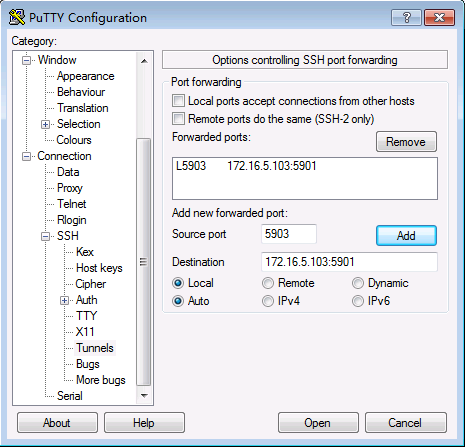 PuTTY Configuration
Category:
Window
Appearance
Behaviour
Translation
Selection
Colours
Connection
Data
Proxy
Telnet
Rlogin
SSH
Kex
Host keys
Cipher
Auth
TTY
X11
Tunnels
Bugs
More bugs
Serial
Options controlling SSH port forwarding
Port forwarding
Local ports accept connections from other hosts
Remote ports do the same (SSH-2 only)
Forwarded ports:
Remove
L5903 172.16.5.103:5901
Add new forwarded port:
Source port 5903 Add
Destination 172.16.5.103:5901
Local Remote Dynamic
Auto IPv4 IPv6
About Help Open Cancel